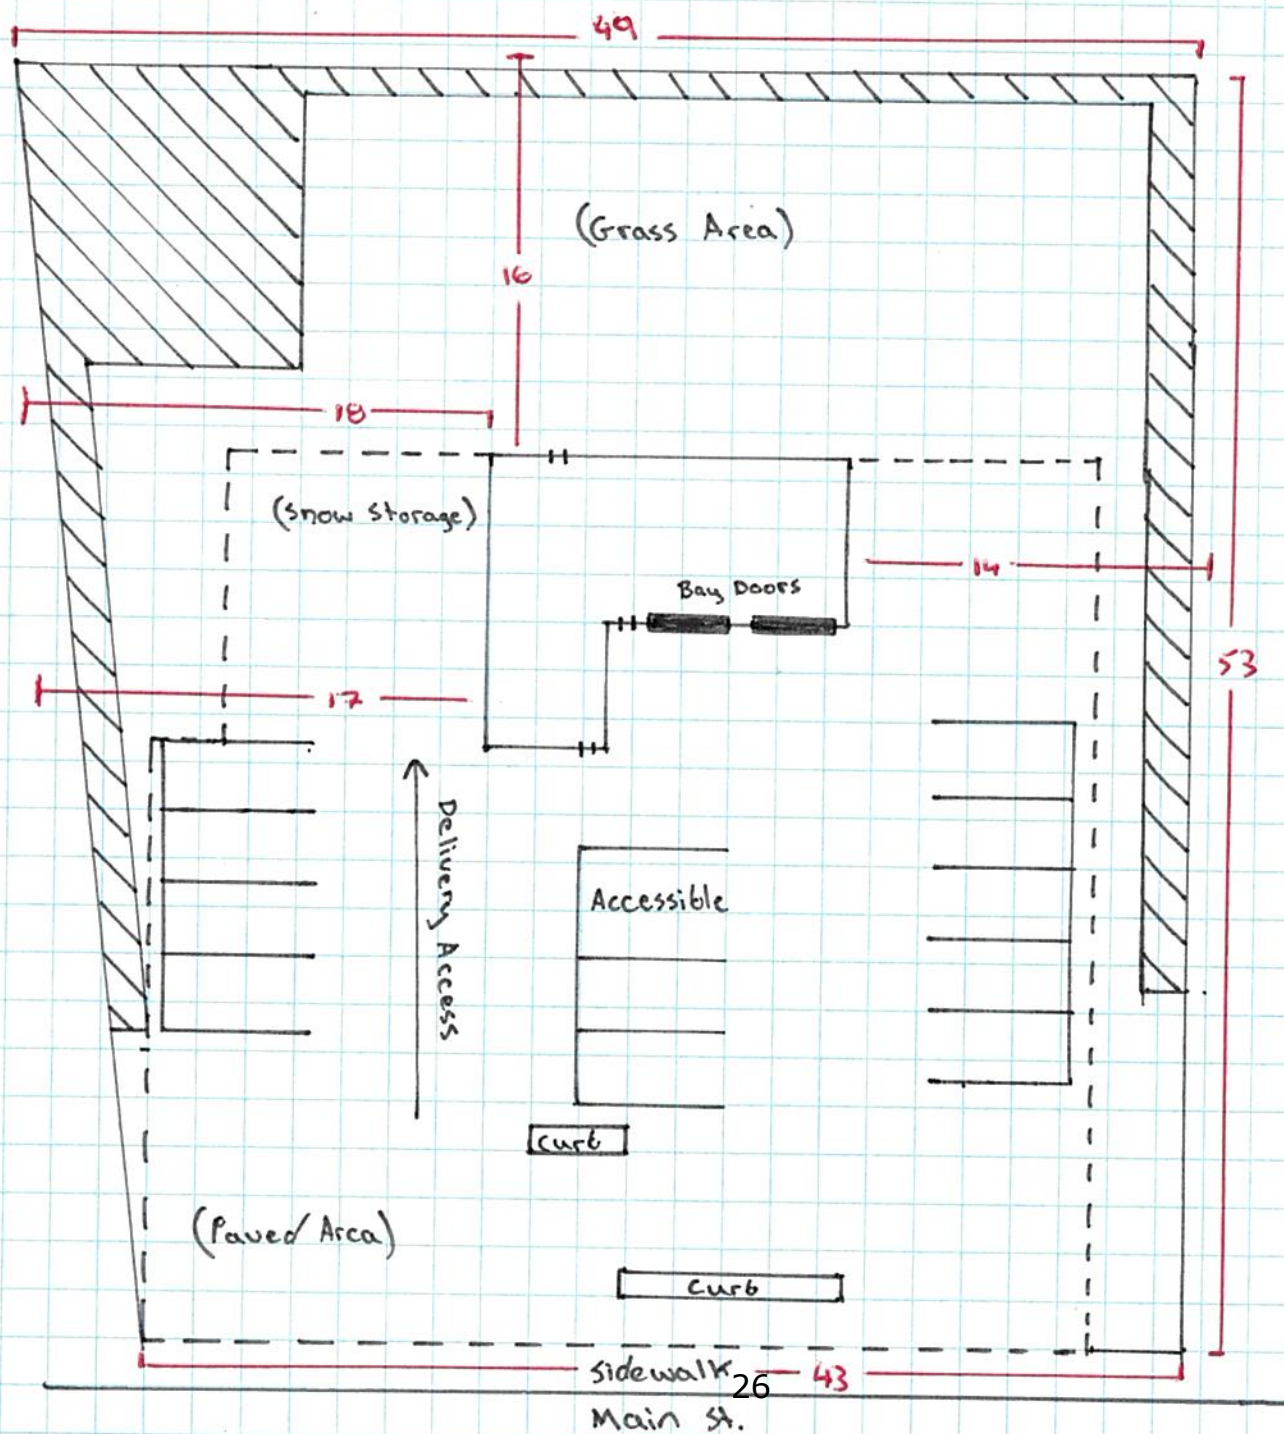 49
(Grass Area)
16
18
(Snow Storage)
14
Bay Doors
53
17
Delivery Access
Accessible
Curb
(Paved Area)
Curb
Sidewalk
43
26
Main St.